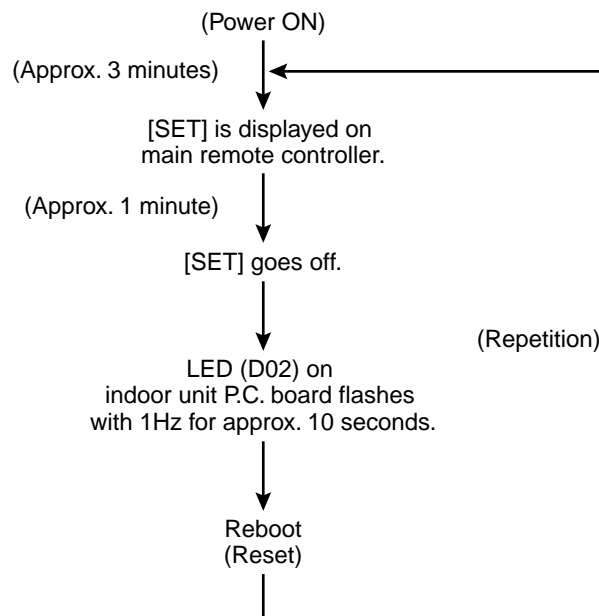 (Power ON)
(Approx. 3 minutes)
[SET] is displayed on
main remote controller.
(Approx. 1 minute)
[SET] goes off.
(Repetition)
LED (D02) on
indoor unit P.C. board flashes
with 1Hz for approx. 10 seconds.
Reboot
(Reset)